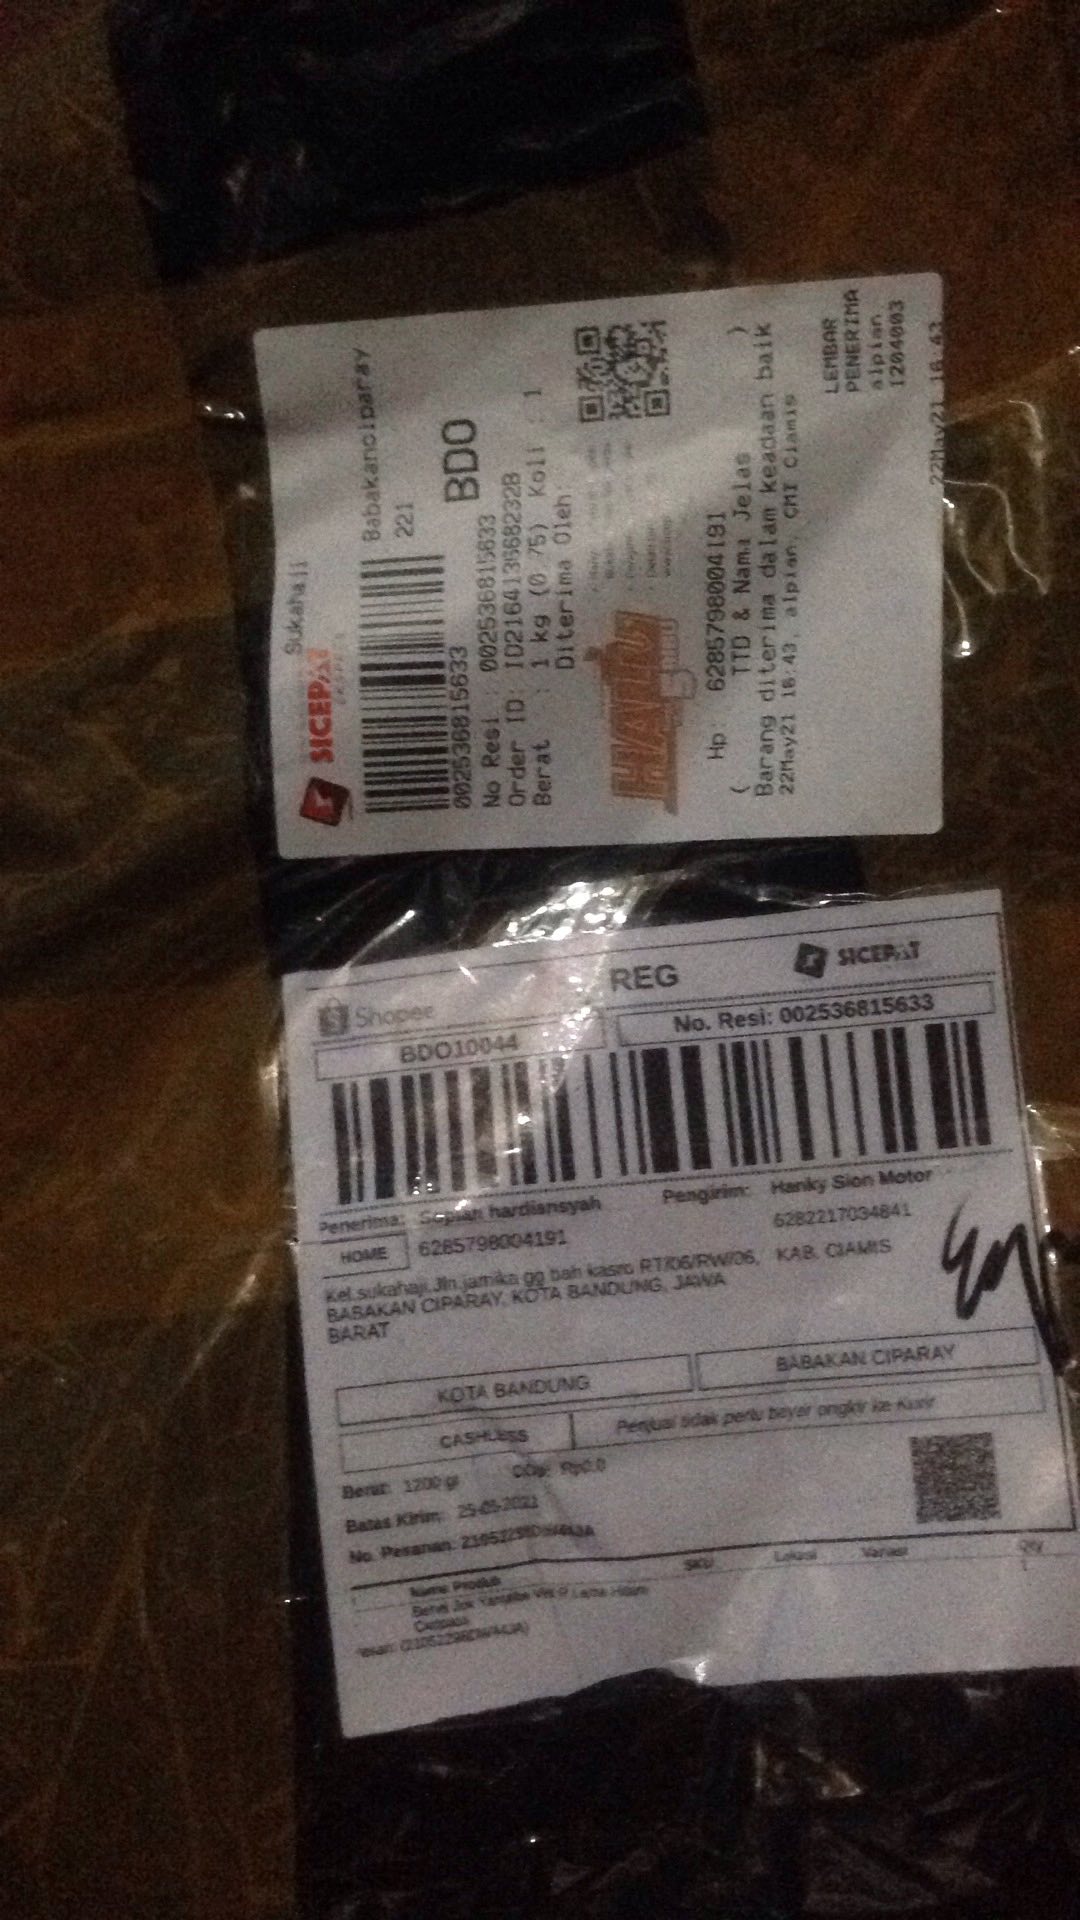 Sukahaji
SICEPAT
Babakanciparay
221
002536815633
BDO
No Resi : 002536815633
Order ID: ID216413568232B
Berat : 1 kg (0.75) Koli : 1
Diterima Oleh:
HALU
Hp: 6285798004191
( TTD & Nama Jelas )
Barang diterima dalam keadaan baik
22May21 16:43, alpian, CMI Ciamis
LEMBAR
PENERIMA
alpian
1204003
22May21 16 43
Shopee
REG
SICEPAT
BDO10044
No. Resi: 002536815633
Penerima: Sopiah hardiansyah
Pengirim: Hanky Sion Motor
HOME
6285798004191
6282217034841
Kel.sukahaji.Jln.jamika gg bah kasro RT/06/RW/06,
KAB. CIAMIS
BABAKAN CIPARAY, KOTA BANDUNG, JAWA
BARAT
KOTA BANDUNG
BABAKAN CIPARAY
CASHLESS
Penjual tidak perlu bayar ongkir ke Kurir
Berat: 1200 gr
COD: Rp0.0
Batas Kirim: 25-05-2021
No. Pesanan:
Nama Produk
SKU
Variasi
Qty